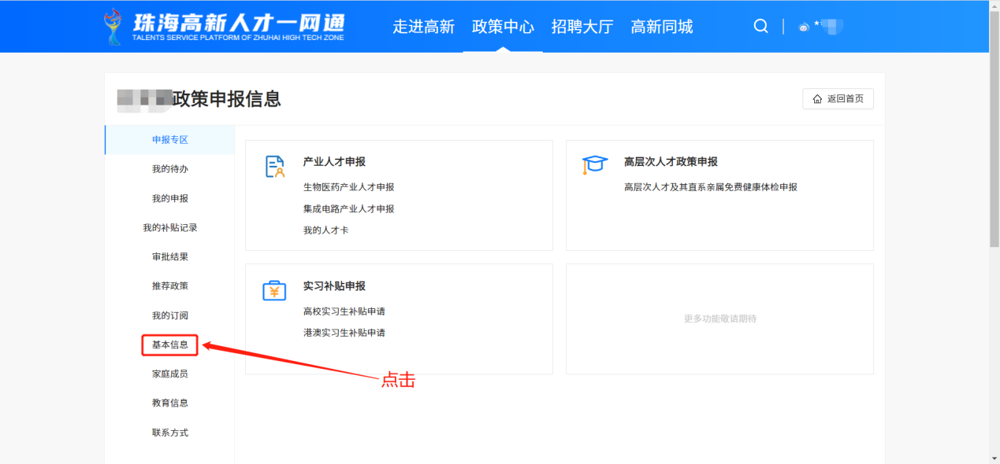 珠海高新人才一网通
TALENTS SERVICE PLATFORM OF ZHUHAI HIGH TECH ZONE
走进高新 政策中心 招聘大厅 高新同城
*
政策申报信息
返回首页
申报专区
我的待办
我的申报
我的补贴记录
审批结果
推荐政策
我的订阅
基本信息
家庭成员
教育信息
联系方式
产业人才申报
生物医药产业人才申报
集成电路产业人才申报
我的人才卡
高层次人才政策申报
高层次人才及其直系亲属免费健康体检申报
实习补贴申报
高校实习生补贴申请
港澳实习生补贴申请
更多功能敬请期待
点击